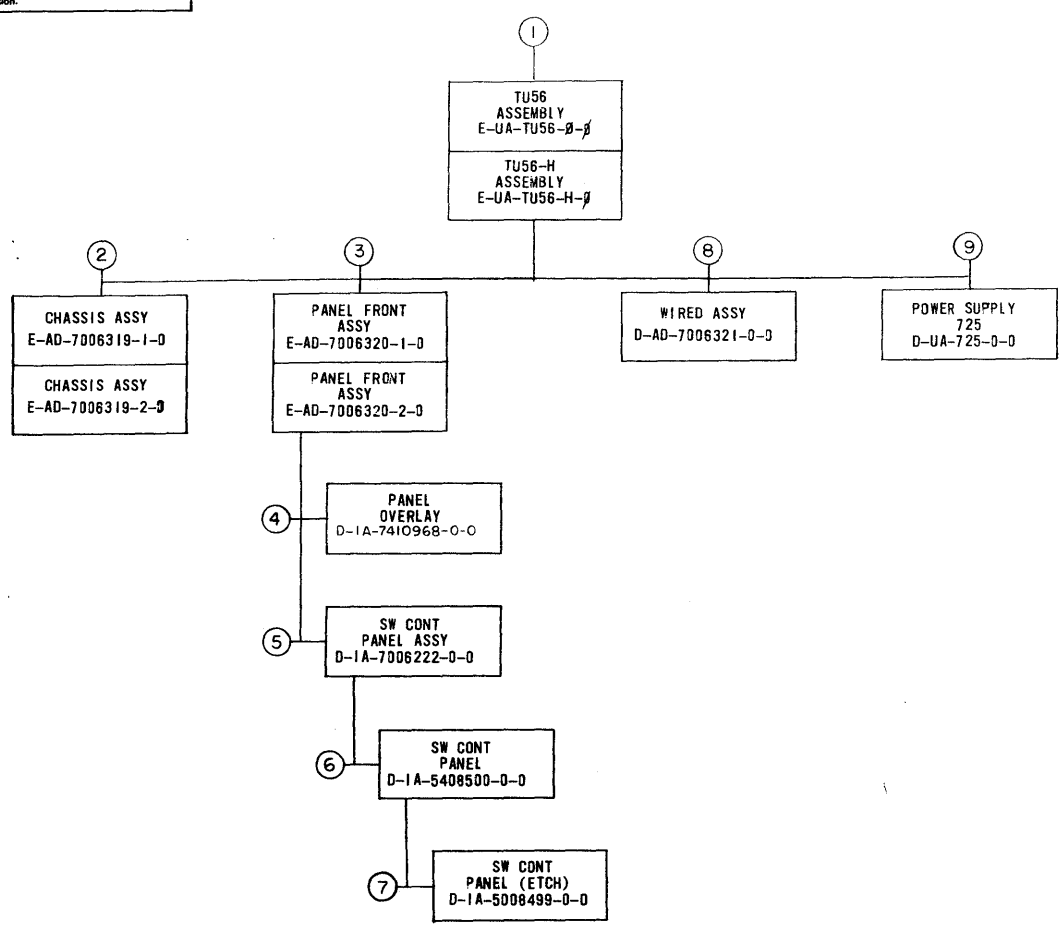 sion.
1
TU56
ASSEMBLY
E-UA-TU56-Ø-Ø
TU56-H
ASSEMBLY
E-UA-TU56-H-Ø
2
3
8
9
CHASSIS ASSY
E-AD-7006319-1-0
CHASSIS ASSY
E-AD-7006319-2-0
PANEL FRONT
ASSY
E-AD-7006320-1-0
PANEL FRONT
ASSY
E-AD-7006320-2-0
WIRED ASSY
D-AD-7006321-0-0
POWER SUPPLY
725
D-UA-725-0-0
4
PANEL
OVERLAY
D-IA-7410968-0-0
5
SW CONT
PANEL ASSY
D-IA-7006222-0-0
6
SW CONT
PANEL
D-IA-5408500-0-0
7
SW CONT
PANEL (ETCH)
D-IA-5008499-0-0